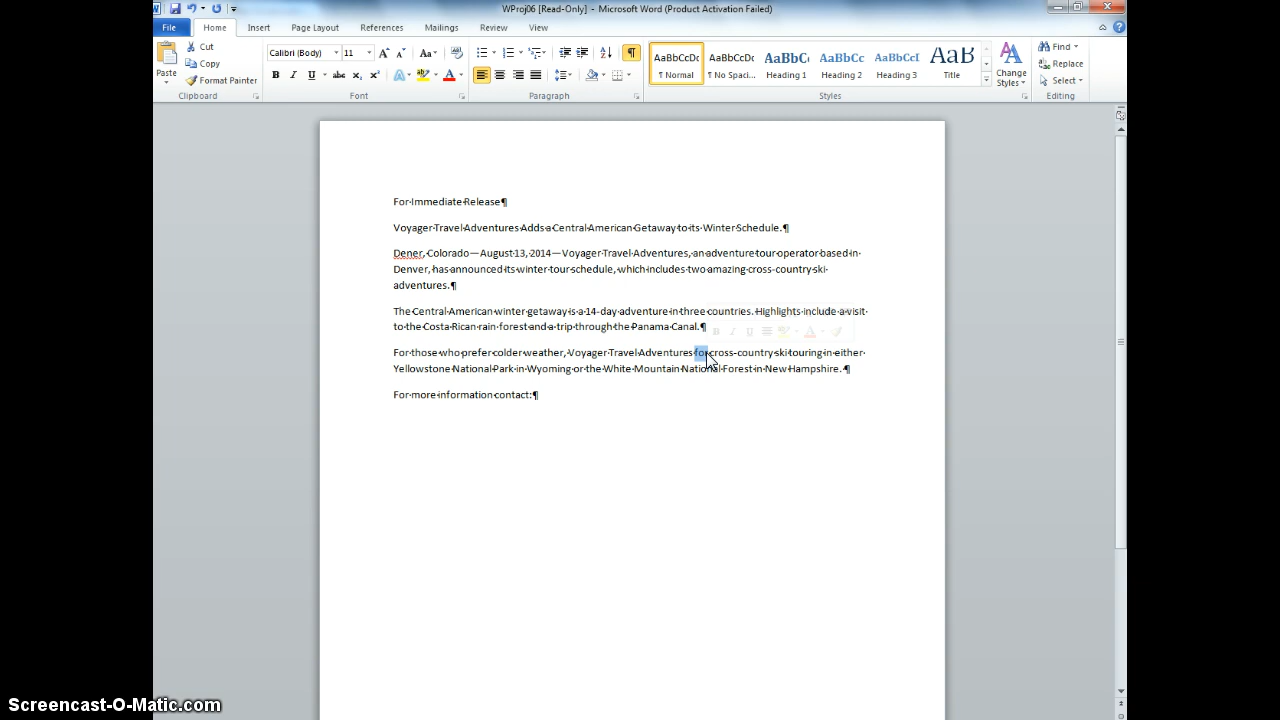 WProj06 [Read-Only] - Microsoft Word (Product Activation Failed)
File Home Insert Page Layout References Mailings Review View
Cut
Copy
Format Painter
Paste
Clipboard
Calibri (Body) 11
Font
Paragraph
AaBbCcDc AaBbCcDc AaBbC AaBbCc AaBbCcI AaB
¶ Normal ¶ No Spaci... Heading 1 Heading 2 Heading 3 Title
Change Styles
Styles
Find
Replace
Select
Editing
For Immediate Release¶
Voyager Travel Adventures Adds a Central American Getaway to its Winter Schedule.¶
Dener, Colorado—August 13, 2014—Voyager Travel Adventures, an adventure tour operator based in
Denver, has announced its winter tour schedule, which includes two amazing cross-country ski
adventures.¶
The Central American winter getaway is a 14-day adventure in three countries. Highlights include a visit
to the Costa Rican rain forest and a trip through the Panama Canal.¶
For those who prefer colder weather, Voyager Travel Adventures for cross-country ski touring in either
Yellowstone National Park in Wyoming or the White Mountain National Forest in New Hampshire. ¶
For more information contact:¶
Screencast-O-Matic.com